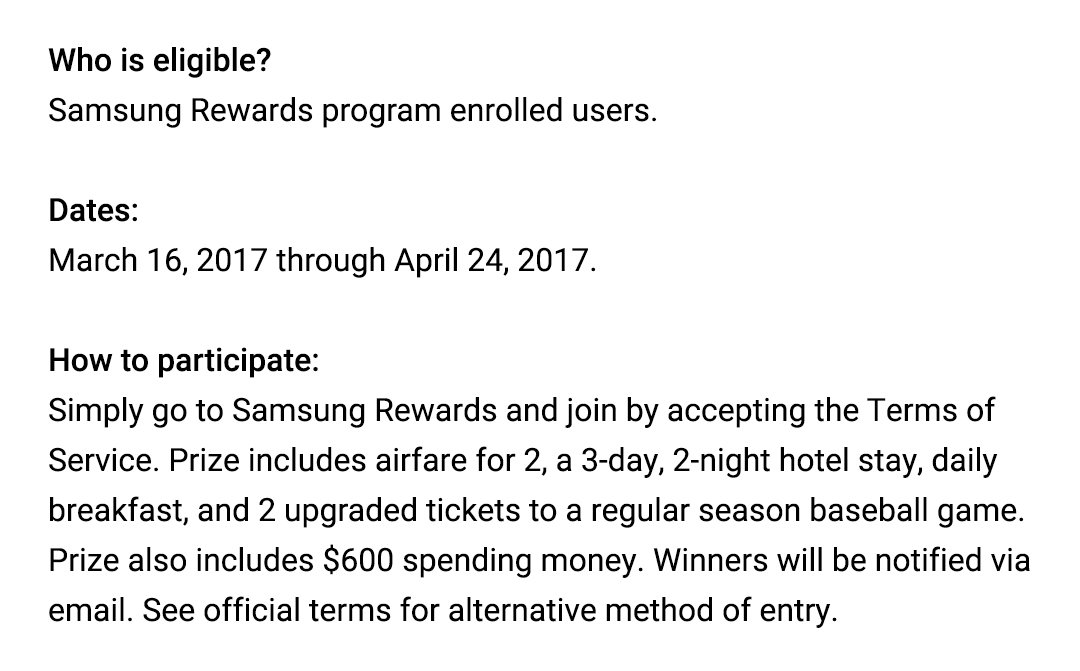 Who is eligible?
Samsung Rewards program enrolled users.
Dates:
March 16, 2017 through April 24, 2017.
How to participate:
Simply go to Samsung Rewards and join by accepting the Terms of
Service. Prize includes airfare for 2, a 3-day, 2-night hotel stay, daily
breakfast, and 2 upgraded tickets to a regular season baseball game.
Prize also includes $600 spending money. Winners will be notified via
email. See official terms for alternative method of entry.